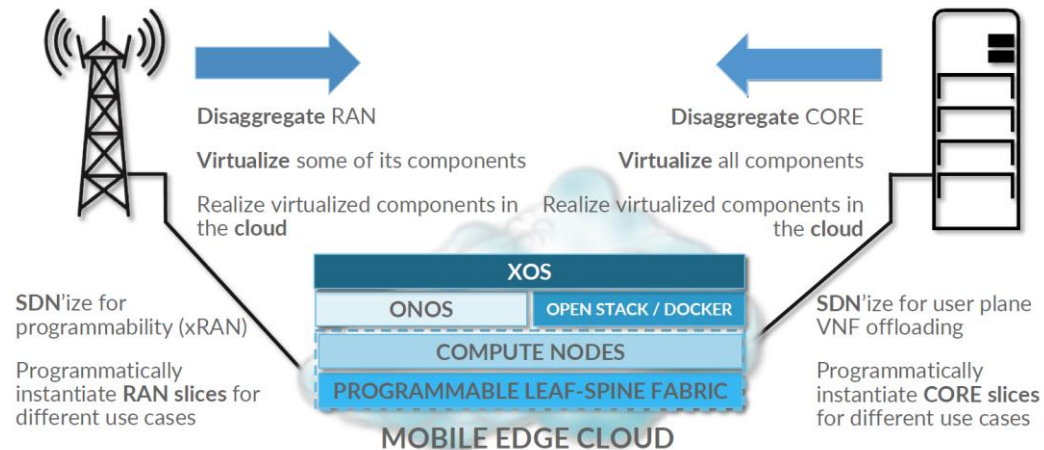 Disaggregate RAN
Virtualize some of its components
Realize virtualized components in
the cloud
Disaggregate CORE
Virtualize all components
Realize virtualized components in
the cloud
SDN'ize for
programmability (xRAN)
Programmatically
instantiate RAN slices for
different use cases
XOS
ONOS
OPEN STACK / DOCKER
COMPUTE NODES
PROGRAMMABLE LEAF-SPINE FABRIC
MOBILE EDGE CLOUD
SDN'ize for user plane
VNF offloading
Programmatically
instantiate CORE slices
for different use cases